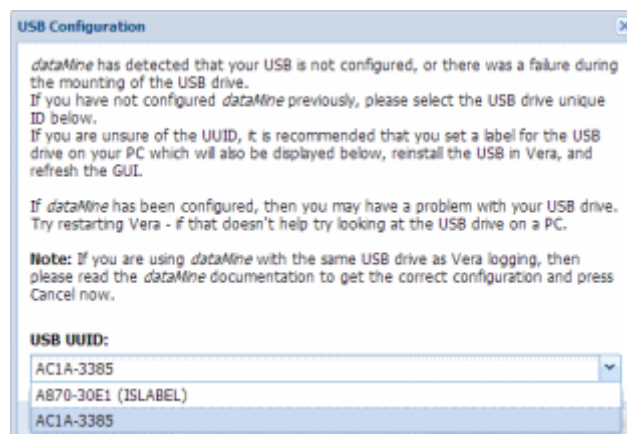 USB Configuration
dataMine has detected that your USB is not configured, or there was a failure during
the mounting of the USB drive.
If you have not configured dataMine previously, please select the USB drive unique
ID below.
If you are unsure of the UUID, it is recommended that you set a label for the USB
drive on your PC which will also be displayed below, reinstall the USB in Vera, and
refresh the GUI.
If dataMine has been configured, then you may have a problem with your USB drive.
Try restarting Vera - if that doesn't help try looking at the USB drive on a PC.
Note: If you are using dataMine with the same USB drive as Vera logging, then
please read the dataMine documentation to get the correct configuration and press
Cancel now.
USB UUID:
AC1A-3385
A870-30E1 (ISLABEL)
AC1A-3385